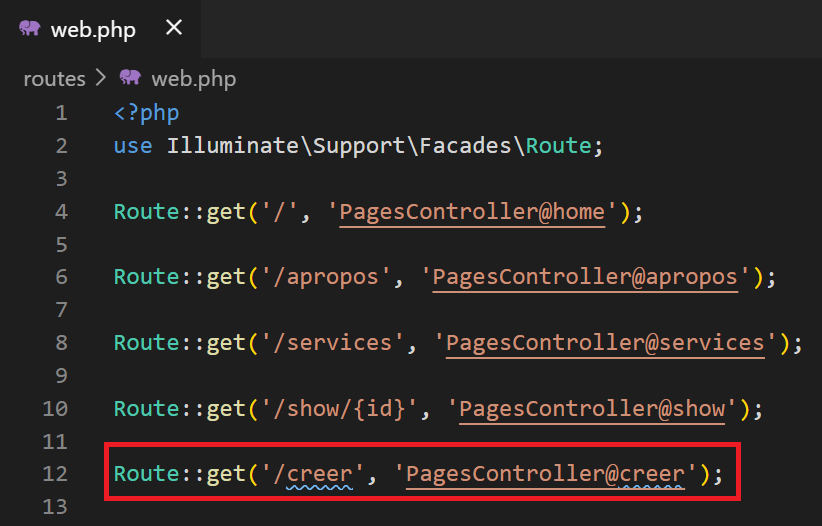 web.php
routes > web.php
1 <?php
2 use Illuminate\Support\Facades\Route;
3
4 Route::get('/', 'PagesController@home');
5
6 Route::get('/apropos', 'PagesController@apropos');
7
8 Route::get('/services', 'PagesController@services');
9
10 Route::get('/show/{id}', 'PagesController@show');
11
12 Route::get('/creer', 'PagesController@creer');
13